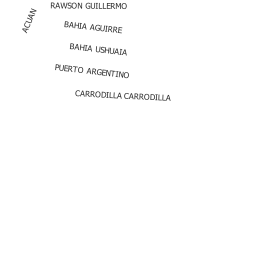 RAWSON GUILLERMO
ACUAN
BAHIA AGUIRRE
BAHIA USHUAIA
PUERTO ARGENTINO
CARRODILLA CARRODILLA